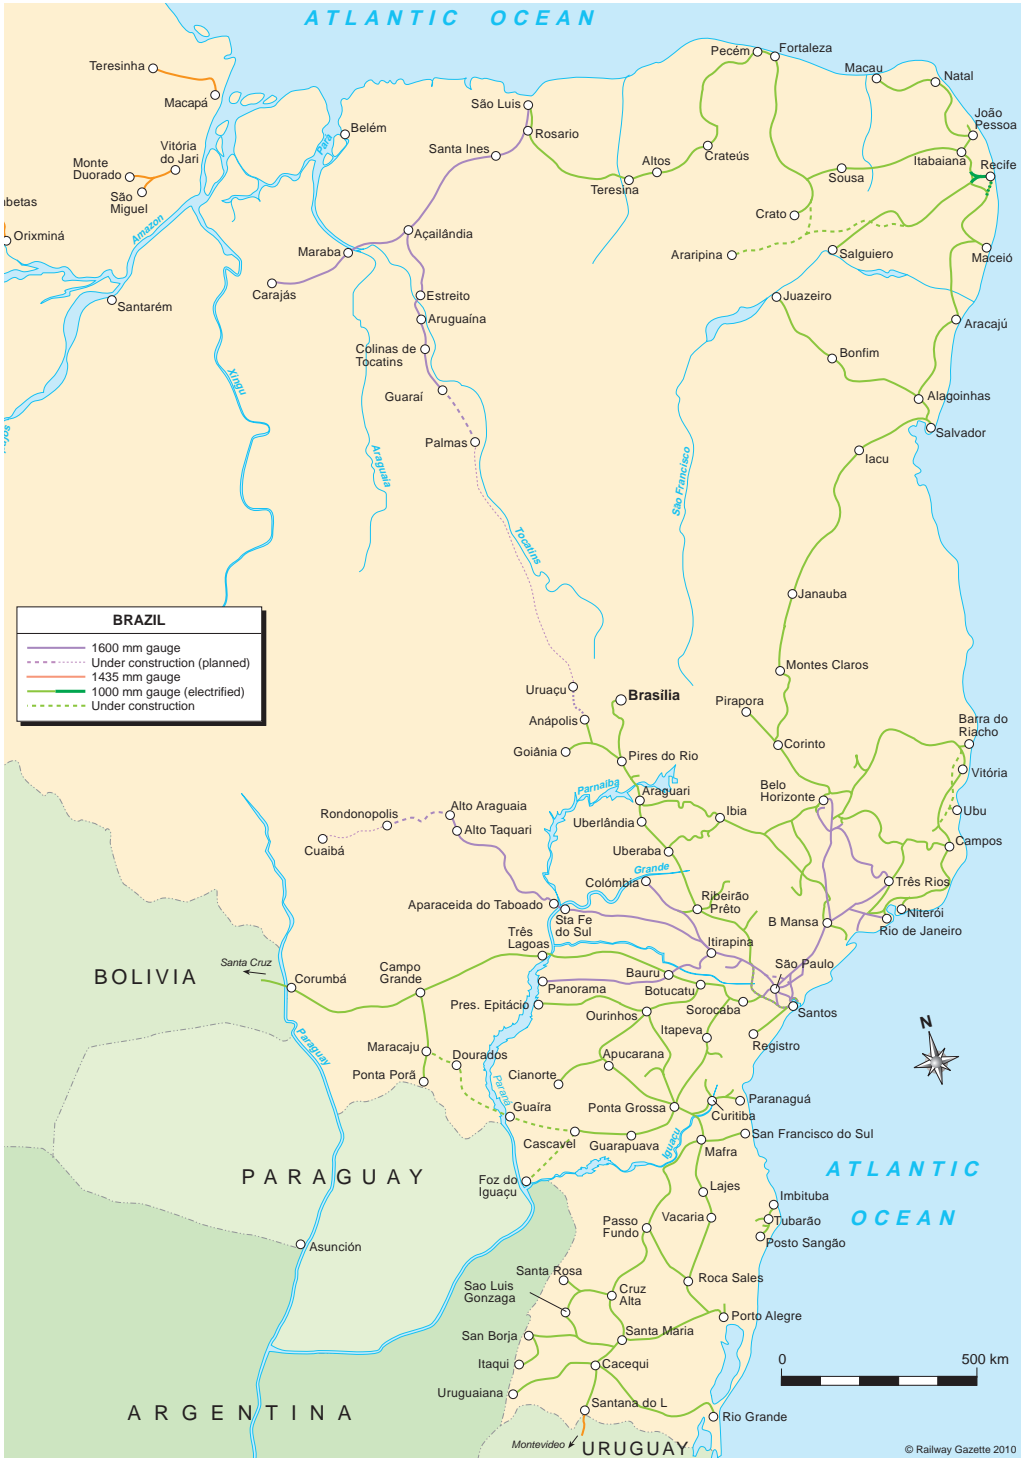 ATLANTIC OCEAN
Teresinha
Macapá
Pecém
Fortaleza
Macau
Natal
João
Pessoa
São Luis
Rosario
Belém
Pará
Santa Ines
Vitória
do Jari
Monte
Duorado
São
Miguel
Altos
Crateús
Teresina
Sousa
Itabaiana
Recife
Crato
betas
Orixminá
Amazon
Açailândia
Maraba
Carajás
Araripina
Salguiero
Maceió
Santarém
Estreito
Aruguaína
Juazeiro
Aracajú
Colinas de
Tocatins
Bonfim
Xingu
Guaraí
Alagoinhas
Palmas
Salvador
Araguaia
São Francisco
Iacu
Tocatins
Janauba
BRAZIL
1600 mm gauge
Under construction (planned)
1435 mm gauge
1000 mm gauge (electrified)
Under construction
Montes Claros
Uruaçu
Brasília
Pirapora
Anápolis
Barra do
Riacho
Goiânia
Pires do Rio
Corinto
Vitória
Parnaiba
Araguari
Belo
Horizonte
Alto Araguaia
Rondonopolis
Alto Taquari
Uberlândia
Ibia
Ubu
Cuaibá
Uberaba
Campos
Grande
Colómbia
Três Rios
Aparaceida do Taboado
Ribeirão
Prêto
Sta Fe
do Sul
B Mansa
Niterói
Rio de Janeiro
Três
Lagoas
Itirapina
São Paulo
BOLIVIA
Santa Cruz
Corumbá
Campo
Grande
Bauru
Panorama
Botucatu
Pres. Epitácio
Ourinhos
Sorocaba
Santos
Itapeva
Registro
N
Paraguay
Maracaju
Dourados
Apucarana
Ponta Porã
Cianorte
Paraná
Guaíra
Ponta Grossa
Paranaguá
Curitiba
Cascavel
Guarapuava
Iguaçu
San Francisco do Sul
Mafra
PARAGUAY
Foz do
Iguaçu
ATLANTIC
OCEAN
Lajes
Imbituba
Vacaria
Tubarão
Passo
Fundo
Posto Sangão
Asunción
Santa Rosa
Roca Sales
Sao Luis
Gonzaga
Cruz
Alta
Porto Alegre
San Borja
Santa Maria
Itaqui
Cacequi
0 500 km
Uruguaiana
Santana do L
Rio Grande
ARGENTINA
Montevideo
URUGUAY
© Railway Gazette 2010